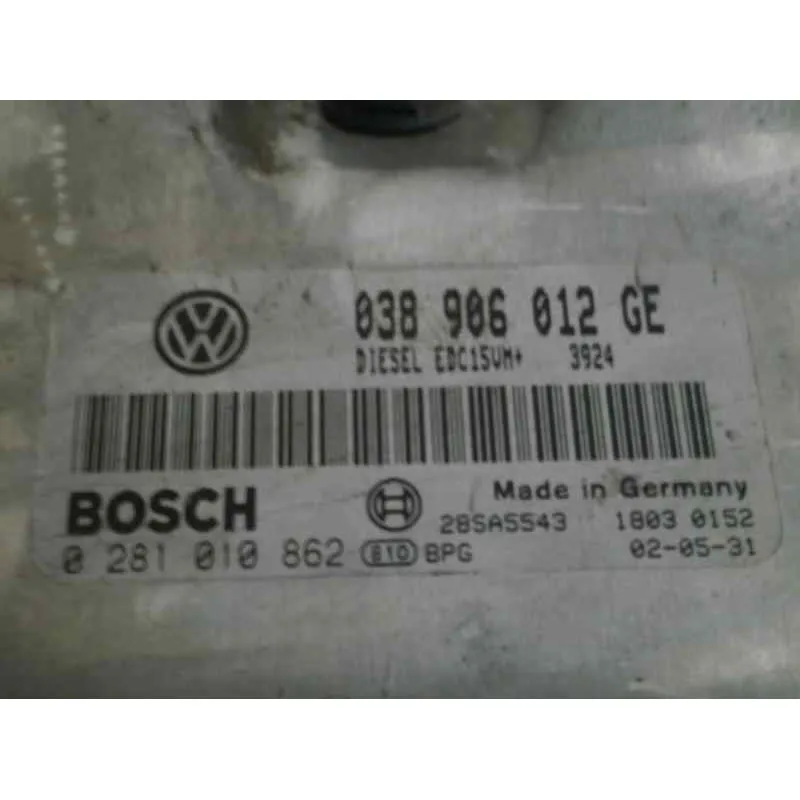 038 906 012 GE
DIESEL EDC15VM+ 3924
BOSCH
Made in Germany
28SA5543 1803 0152
0 281 010 862 610 BPG 02-05-31